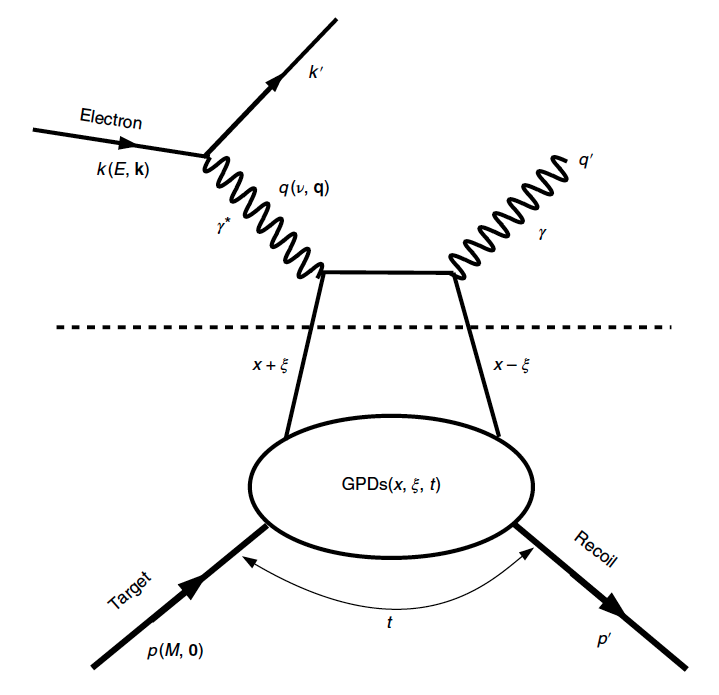 k′
Electron
k(E, k)
q(ν, q)
q′
γ*
γ
x + ξ
x – ξ
GPDs(x, ξ, t)
Recoil
Target
t
p(M, 0)
p′